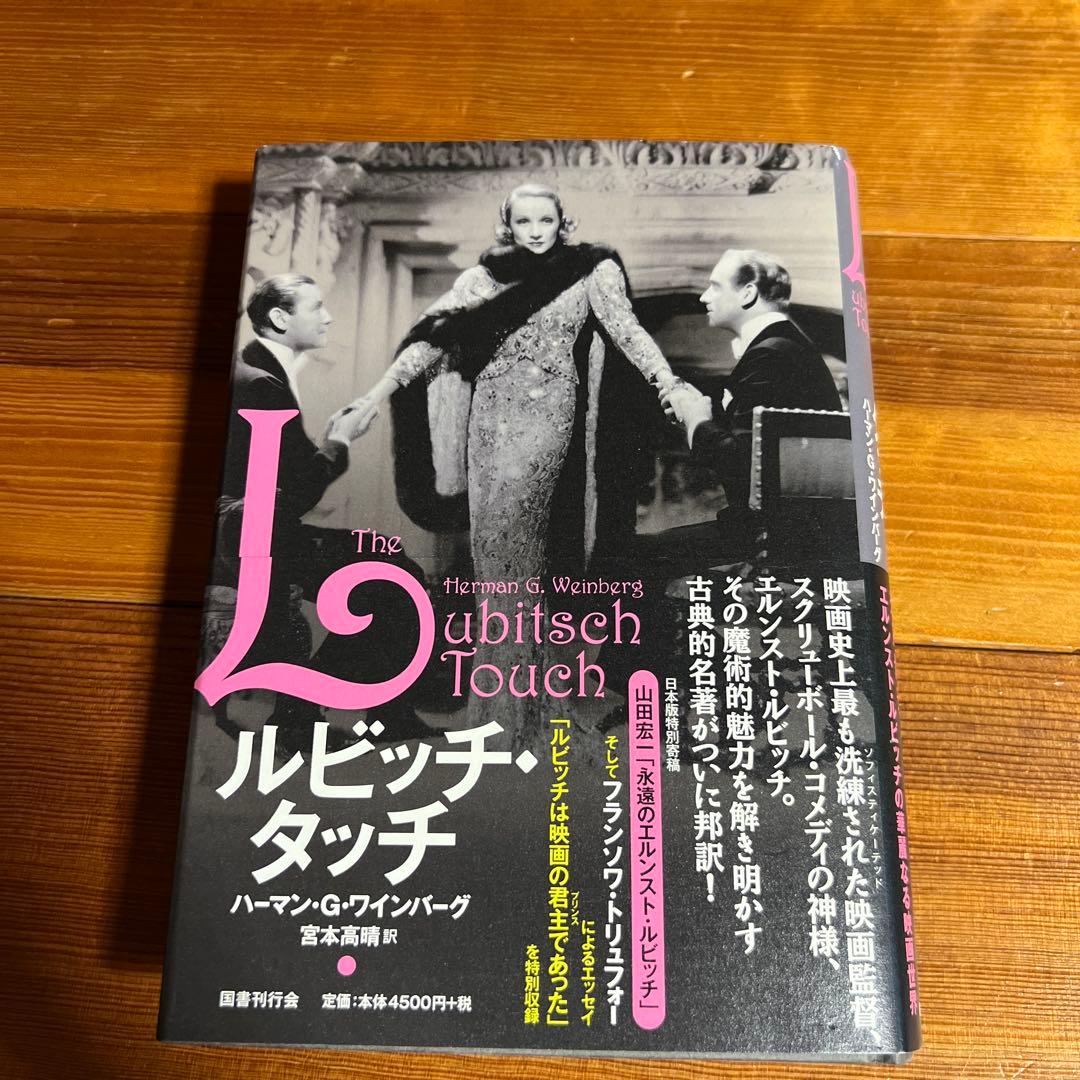 The
Lubitsch
Touch
Herman G. Weinberg
ルビッチ・
タッチ
ハーマン・G・ワインバーグ
宮本高晴 訳
国書刊行会 定価:本体4500円+税
映画史上最も洗練された映画監督、
ソフィスティケーテッド
スクリューボール・コメディの神様、
エルンスト・ルビッチ。
その魔術的魅力を解き明かす
古典的名著がついに邦訳!
日本版特別寄稿
山田宏一「永遠のエルンスト・ルビッチ」
そしてフランソワ・トリュフォー
によるエッセイ
「ルビッチは映画の君主であった」
プリンス
を特別収録
ハーマン・G・ワインバーグ
エルンスト・ルビッチの華麗なる映画世界